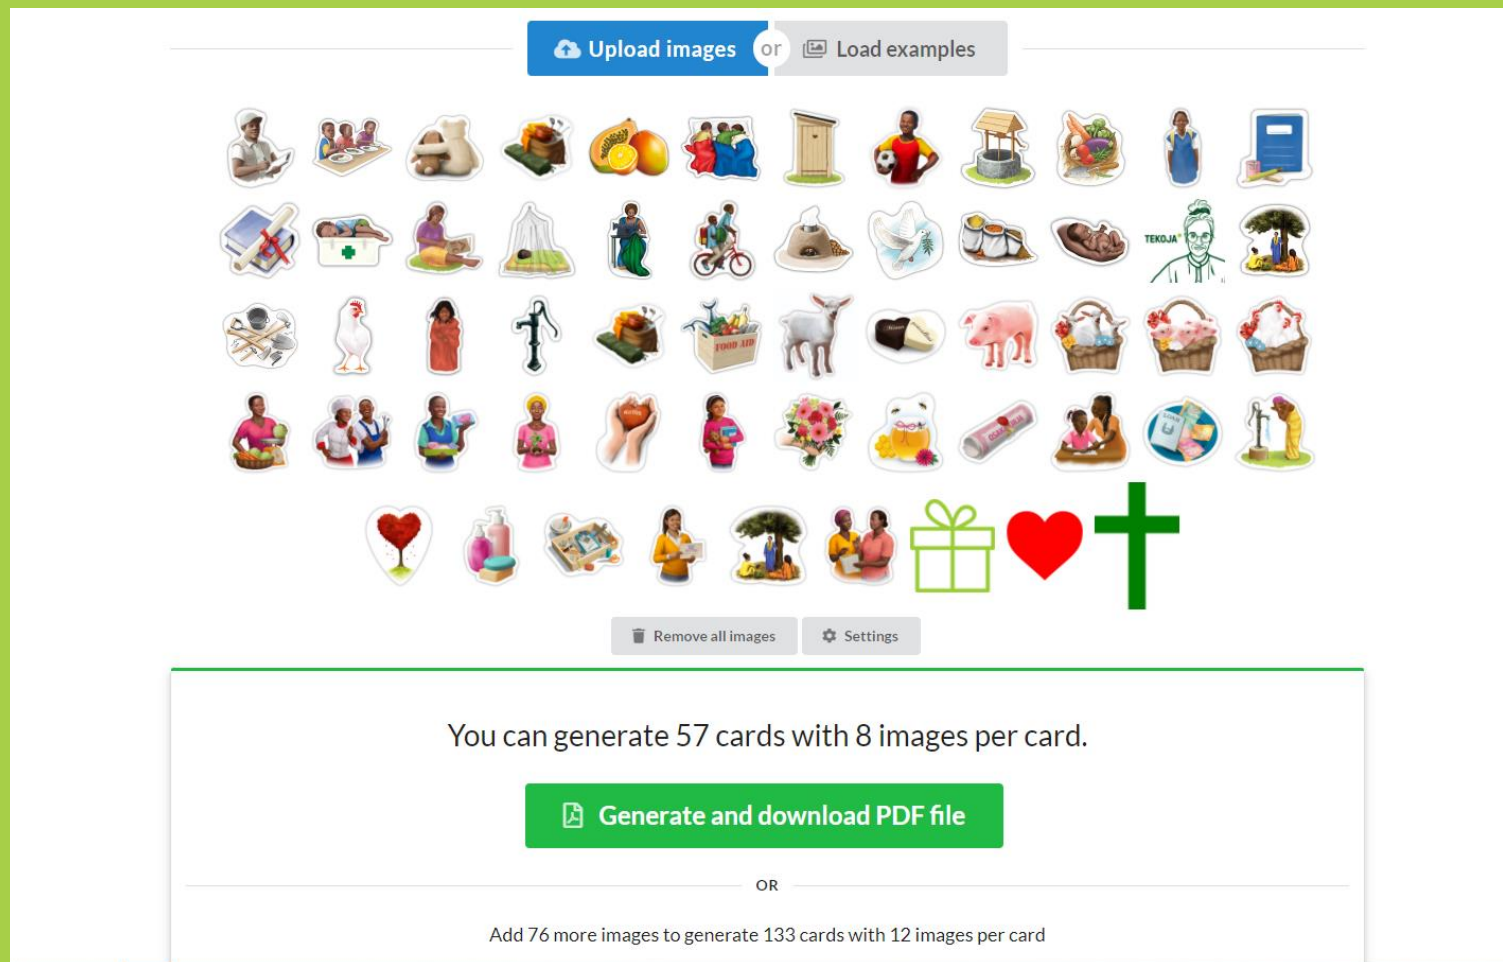 Upload images or Load examples
TEKOJA
FOOD AID
Remove all images Settings
You can generate 57 cards with 8 images per card.
Generate and download PDF file
OR
Add 76 more images to generate 133 cards with 12 images per card